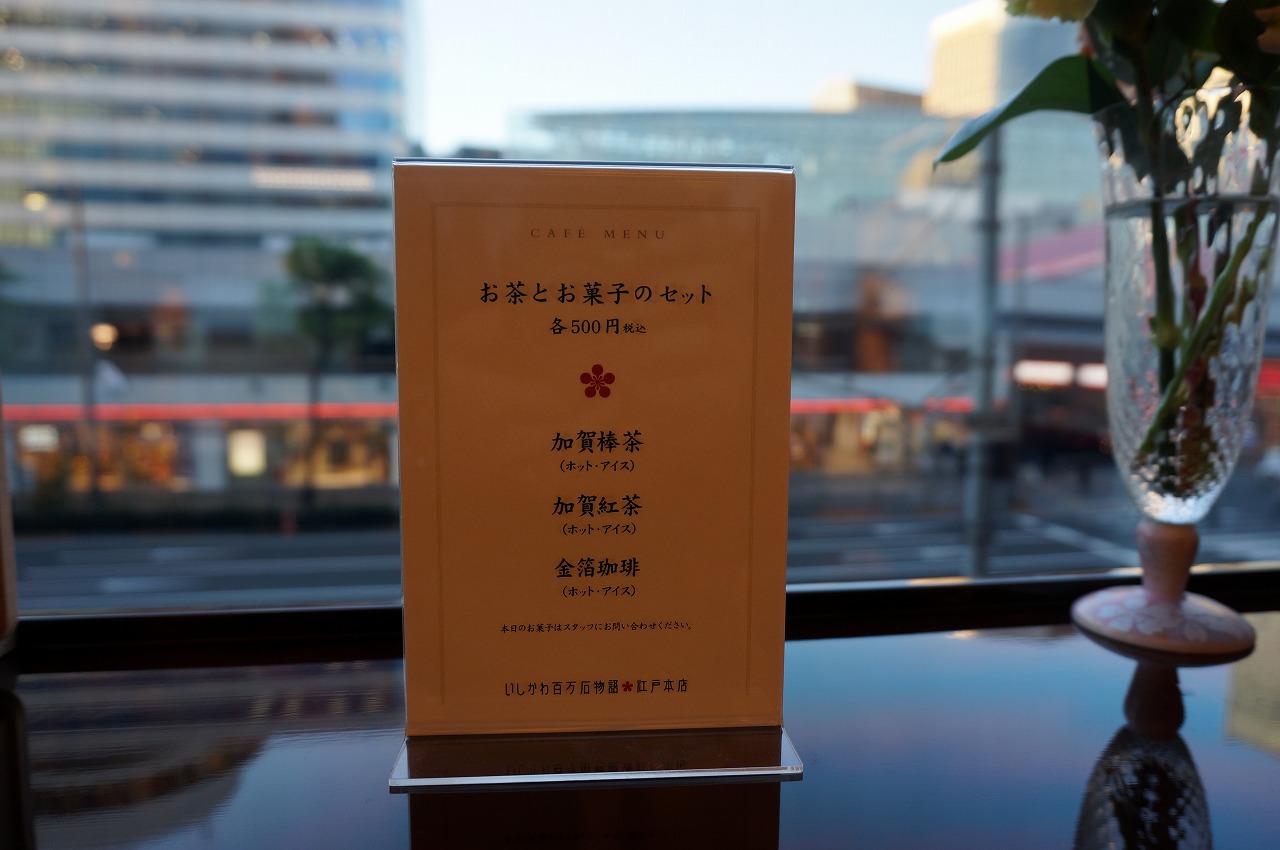 CAFÉ MENU
お茶とお菓子のセット
各500円税込
加賀棒茶
(ホット・アイス)
加賀紅茶
(ホット・アイス)
金箔珈琲
(ホット・アイス)
本日のお菓子はスタッフにお問い合わせください。
いしかわ百万石物語 江戸本店